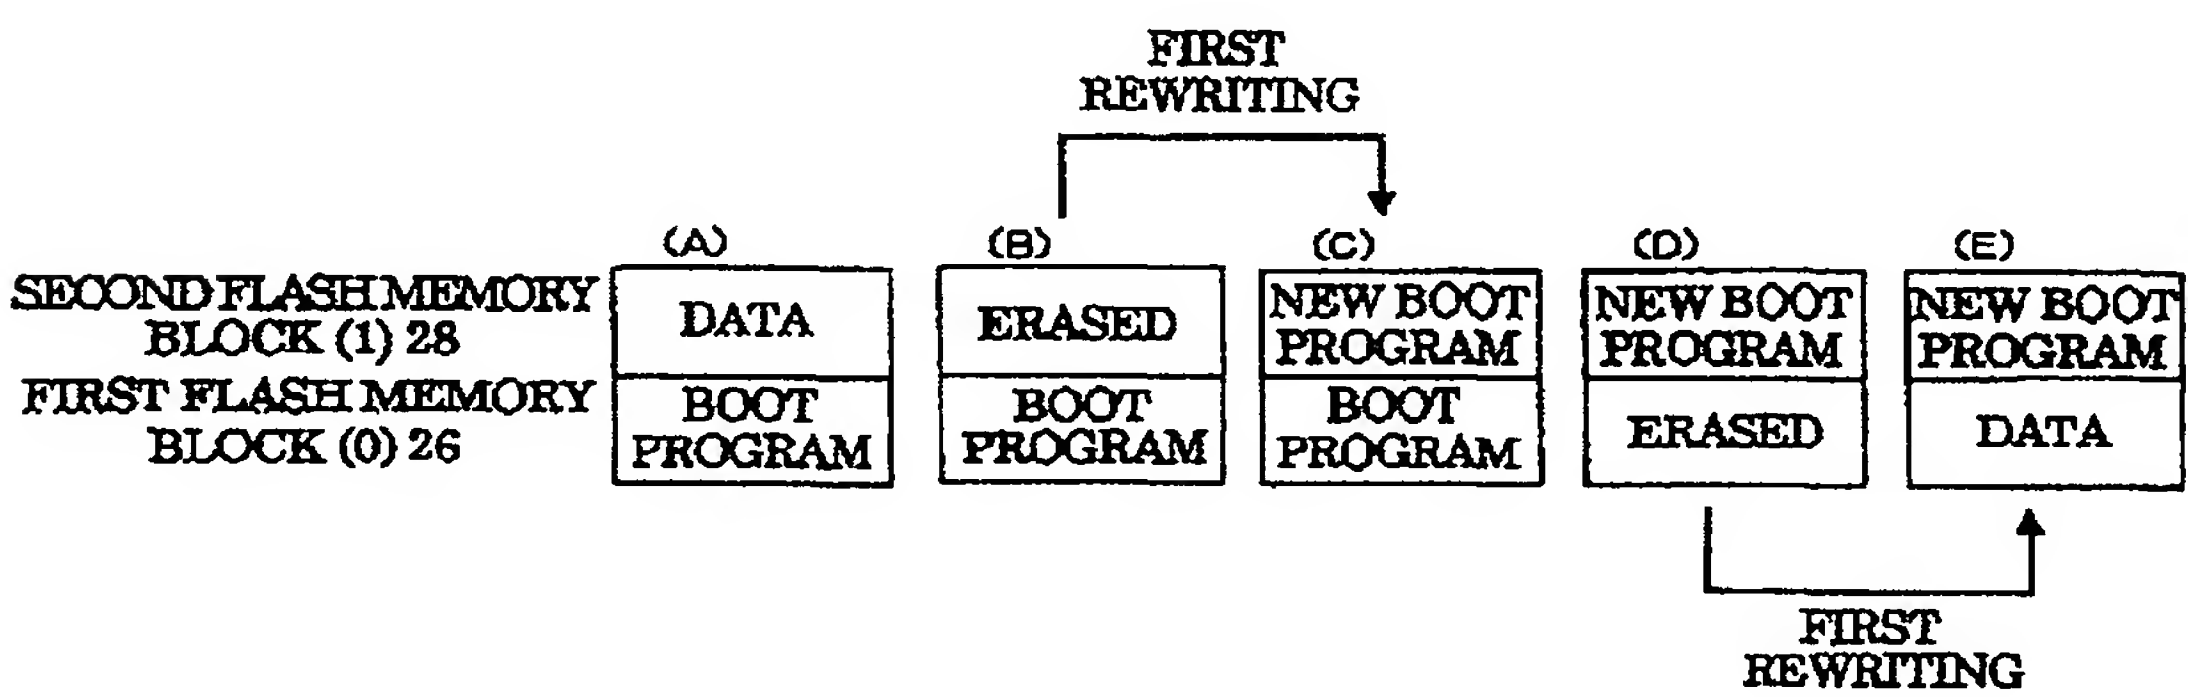 FIRST
REWRITING
(A) (B) (C) (D) (E)
SECOND FLASH MEMORY
BLOCK (1) 28
FIRST FLASH MEMORY
BLOCK (0) 26
DATA
BOOT
PROGRAM
ERASED
BOOT
PROGRAM
NEW BOOT
PROGRAM
BOOT
PROGRAM
NEW BOOT
PROGRAM
ERASED
NEW BOOT
PROGRAM
DATA
FIRST
REWRITING